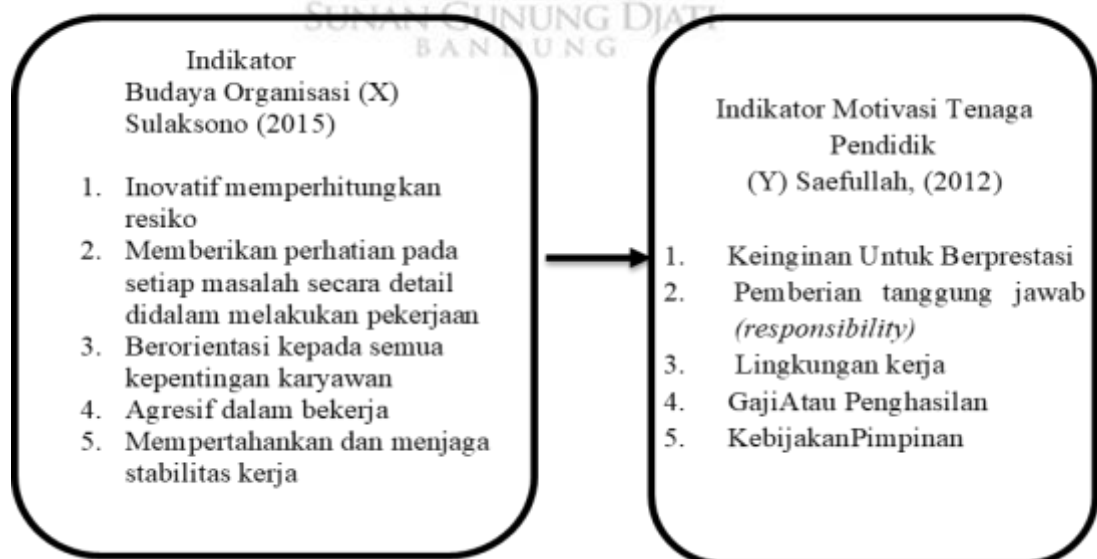 SUNAN GUNUNG DJATI
BANDUNG
Indikator
Budaya Organisasi (X)
Sulaksono (2015)
1. Inovatif memperhitungkan
resiko
2. Memberikan perhatian pada
setiap masalah secara detail
didalam melakukan pekerjaan
3. Berorientasi kepada semua
kepentingan karyawan
4. Agresif dalam bekerja
5. Mempertahankan dan menjaga
stabilitas kerja
Indikator Motivasi Tenaga
Pendidik
(Y) Saefullah, (2012)
1. Keinginan Untuk Berprestasi
2. Pemberian tanggung jawab
(responsibility)
3. Lingkungan kerja
4. GajiAtau Penghasilan
5. KebijakanPimpinan